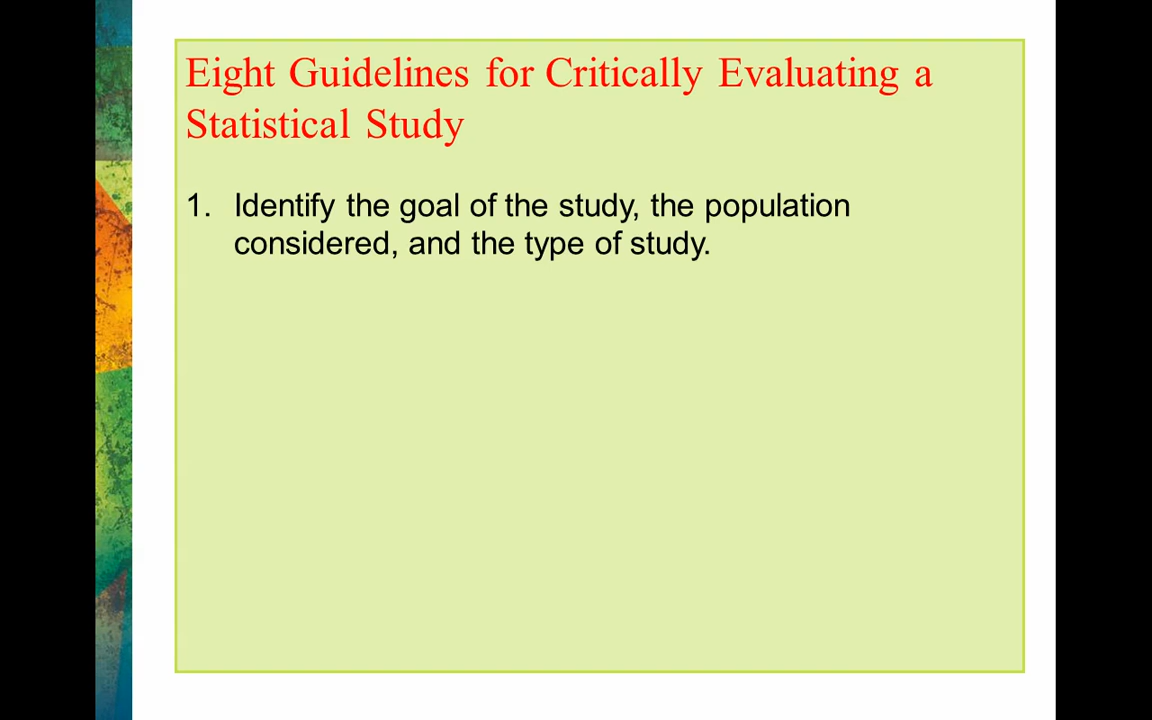 Eight Guidelines for Critically Evaluating a
Statistical Study
1. Identify the goal of the study, the population
considered, and the type of study.